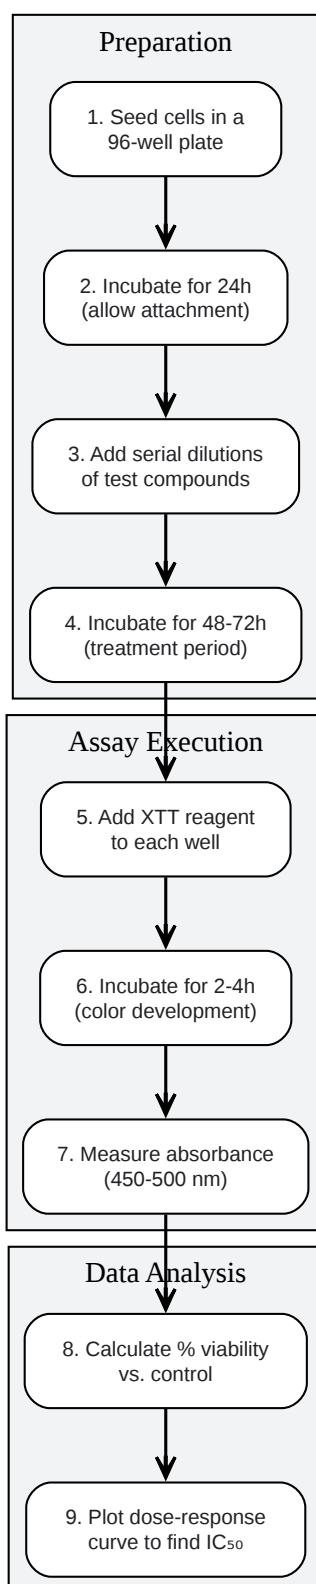 Preparation
1. Seed cells in a
96-well plate
2. Incubate for 24h
(allow attachment)
3. Add serial dilutions
of test compounds
4. Incubate for 48-72h
(treatment period)
Assay Execution
5. Add XTT reagent
to each well
6. Incubate for 2-4h
(color development)
7. Measure absorbance
(450-500 nm)
Data Analysis
8. Calculate % viability
vs. control
9. Plot dose-response
curve to find IC₅₀